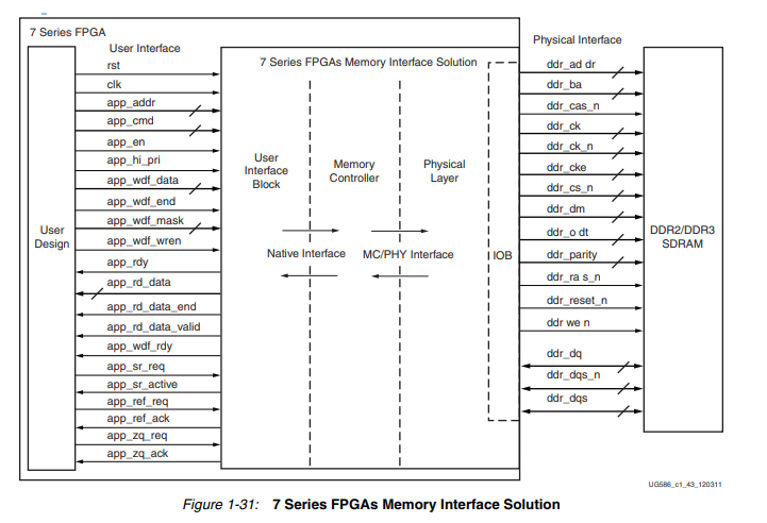 7 Series FPGA
User Interface
rst
clk
app_addr
app_cmd
app_en
app_hi_pri
app_wdf_data
app_wdf_end
app_wdf_mask
app_wdf_wren
app_rdy
app_rd_data
app_rd_data_end
app_rd_data_valid
app_wdf_rdy
app_sr_req
app_sr_active
app_ref_req
app_ref_ack
app_zq_req
app_zq_ack
User
Design
7 Series FPGAs Memory Interface Solution
User
Interface
Block
Memory
Controller
Physical
Layer
Native Interface
MC/PHY Interface
IOB
Physical Interface
ddr_ad dr
ddr_ba
ddr_cas_n
ddr_ck
ddr_ck_n
ddr_cke
ddr_cs_n
ddr_dm
ddr_o dt
ddr_parity
ddr_ra s_n
ddr_reset_n
ddr we n
ddr_dq
ddr_dqs_n
ddr_dqs
DDR2/DDR3
SDRAM
UG586_c1_43_120311
Figure 1-31: 7 Series FPGAs Memory Interface Solution